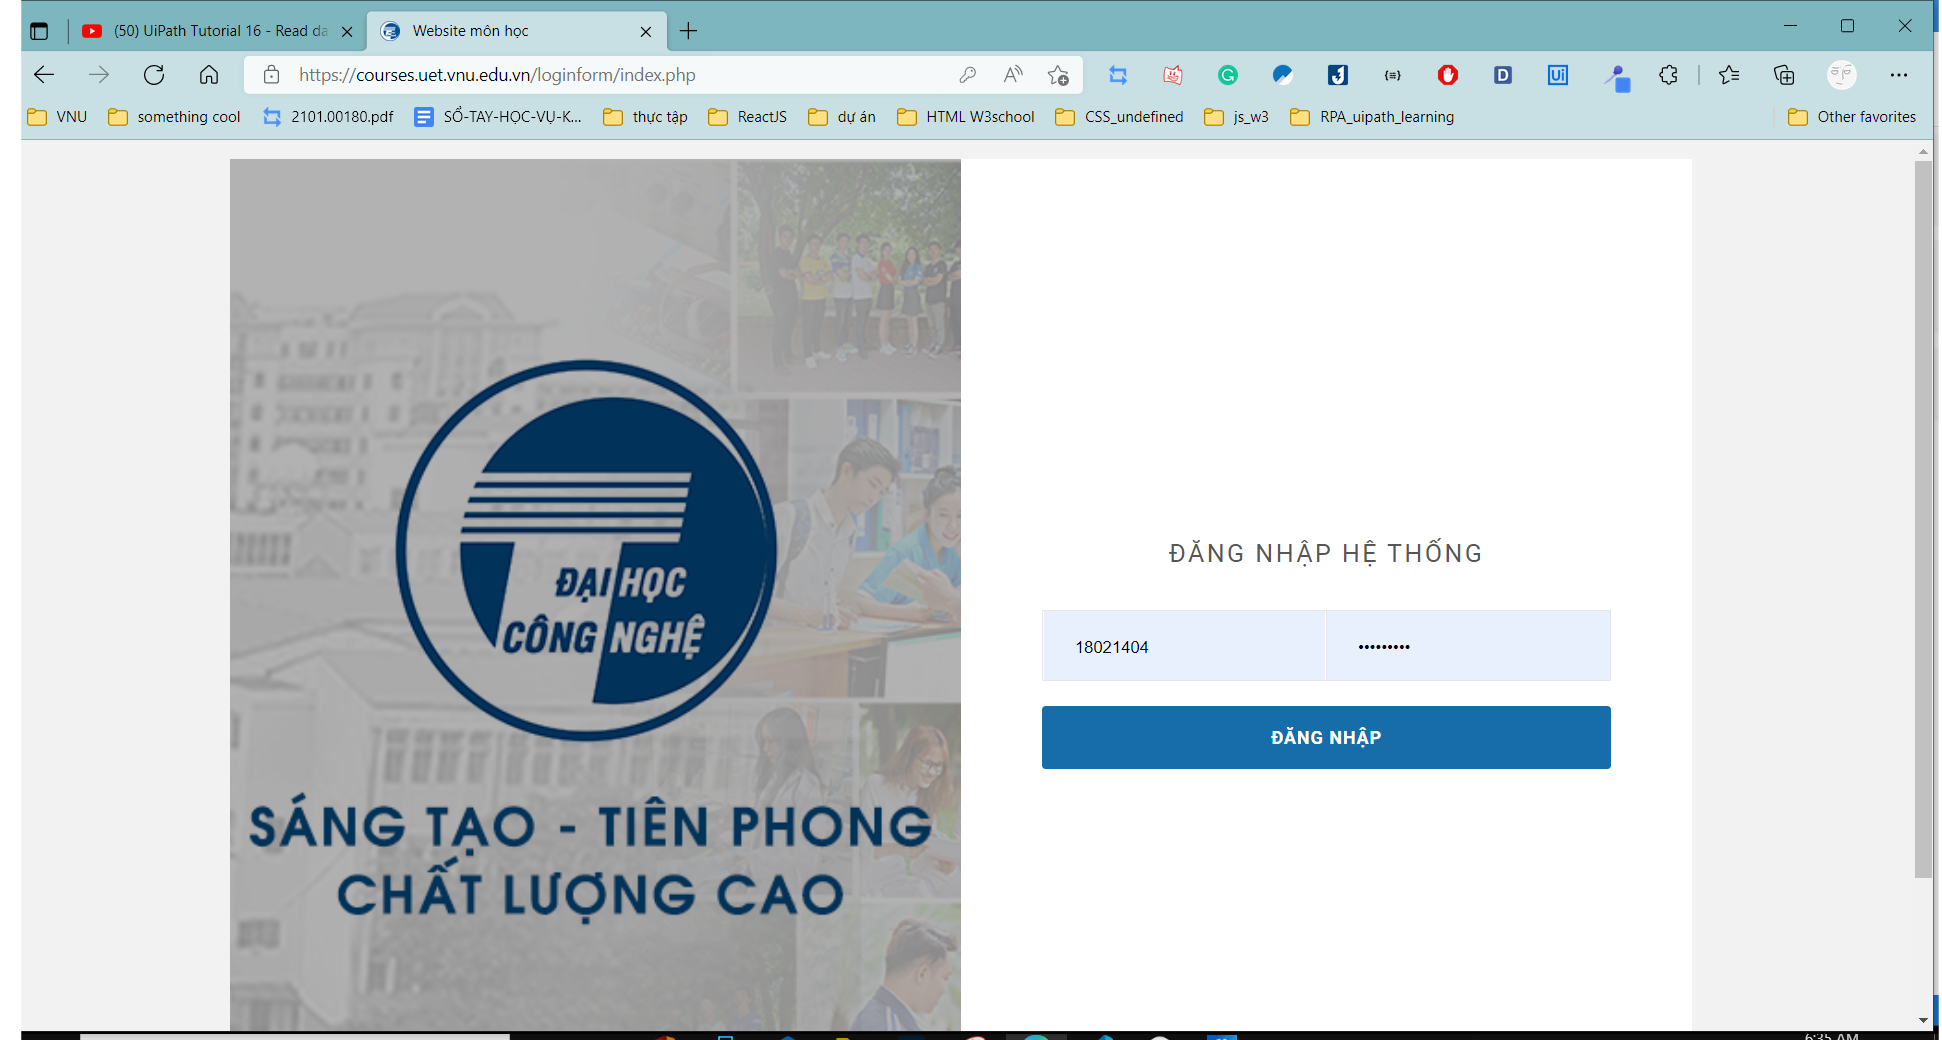 (50) UiPath Tutorial 16 - Read da
Website môn học
https://courses.uet.vnu.edu.vn/loginform/index.php
VNU
something cool
2101.00180.pdf
SỔ-TAY-HỌC-VỤ-K...
thực tập
ReactJS
dự án
HTML W3school
CSS_undefined
js_w3
RPA_uipath_learning
Other favorites
ĐẠI HỌC
CÔNG NGHỆ
SÁNG TẠO - TIÊN PHONG
CHẤT LƯỢNG CAO
ĐĂNG NHẬP HỆ THỐNG
18021404
•••••••••
ĐĂNG NHẬP
6:35 AM